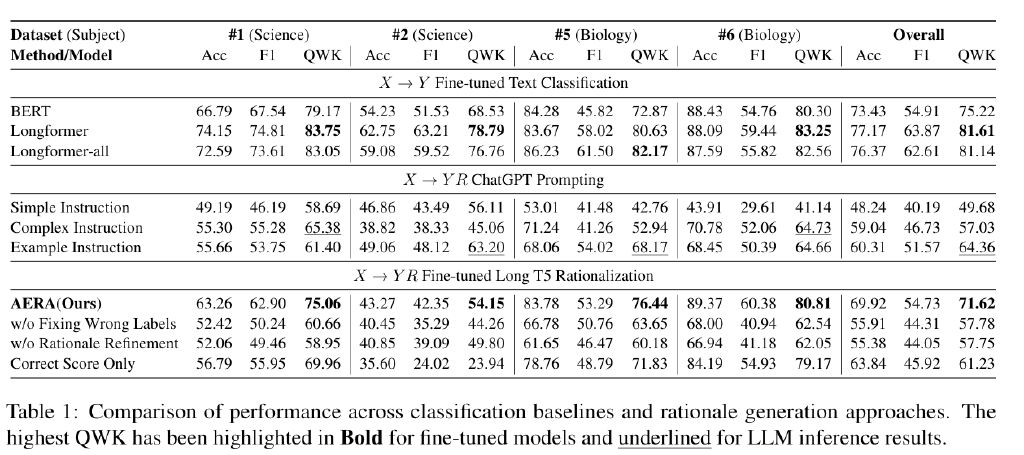 Dataset (Subject) #1 (Science) #2 (Science) #5 (Biology) #6 (Biology) Overall
Method/Model Acc F1 QWK Acc F1 QWK Acc F1 QWK Acc F1 QWK Acc F1 QWK
X → Y Fine-tuned Text Classification
BERT 66.79 67.54 79.17 54.23 51.53 68.53 84.28 45.82 72.87 88.43 54.76 80.30 73.43 54.91 75.22
Longformer 74.15 74.81 83.75 62.75 63.21 78.79 83.67 58.02 80.63 88.09 59.44 83.25 77.17 63.87 81.61
Longformer-all 72.59 73.61 83.05 59.08 59.52 76.76 86.23 61.50 82.17 87.59 55.82 82.56 76.37 62.61 81.14
X → Y R ChatGPT Prompting
Simple Instruction 49.19 46.19 58.69 46.86 43.49 56.11 53.01 41.48 42.76 43.91 29.61 41.14 48.24 40.19 49.68
Complex Instruction 55.30 55.28 65.38 38.82 38.33 45.06 71.24 41.26 52.94 70.78 52.06 64.73 59.04 46.73 57.03
Example Instruction 55.66 53.75 61.40 49.06 48.12 63.20 68.06 54.02 68.17 68.45 50.39 64.66 60.31 51.57 64.36
X → Y R Fine-tuned Long T5 Rationalization
AERA(Ours) 63.26 62.90 75.06 43.27 42.35 54.15 83.78 53.29 76.44 89.37 60.38 80.81 69.92 54.73 71.62
w/o Fixing Wrong Labels 52.42 50.24 60.66 40.45 35.29 44.26 66.78 50.76 63.65 68.00 40.94 62.54 55.91 44.31 57.78
w/o Rationale Refinement 52.06 49.46 58.95 40.85 39.09 49.80 61.65 46.47 60.18 66.94 41.18 62.05 55.38 44.05 57.75
Correct Score Only 56.79 55.95 69.96 35.60 24.02 23.94 78.76 48.79 71.83 84.19 54.93 79.17 63.84 45.92 61.23
Table 1: Comparison of performance across classification baselines and rationale generation approaches. The
highest QWK has been highlighted in Bold for fine-tuned models and underlined for LLM inference results.